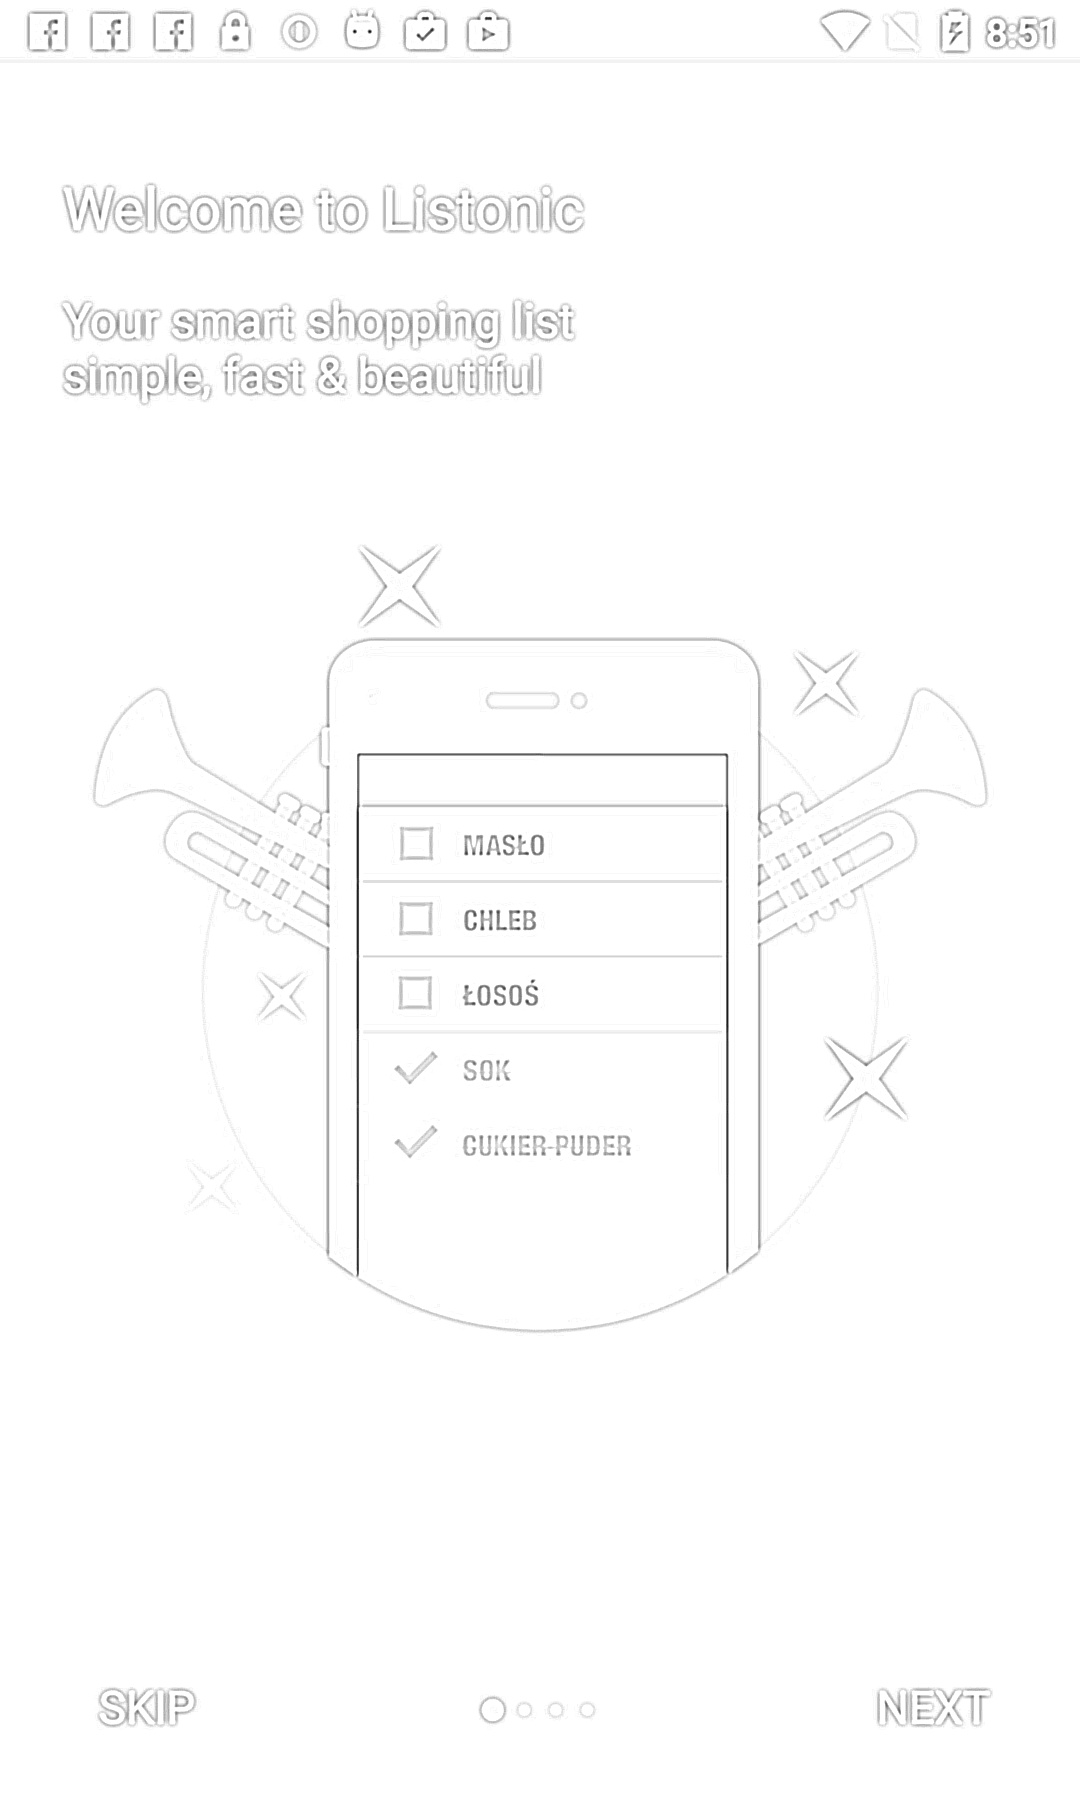 8:51
Welcome to Listonic
Your smart shopping list
simple, fast & beautiful
MASŁO
CHLEB
ŁOSOŚ
SOK
CUKIER-PUDER
SKIP
NEXT